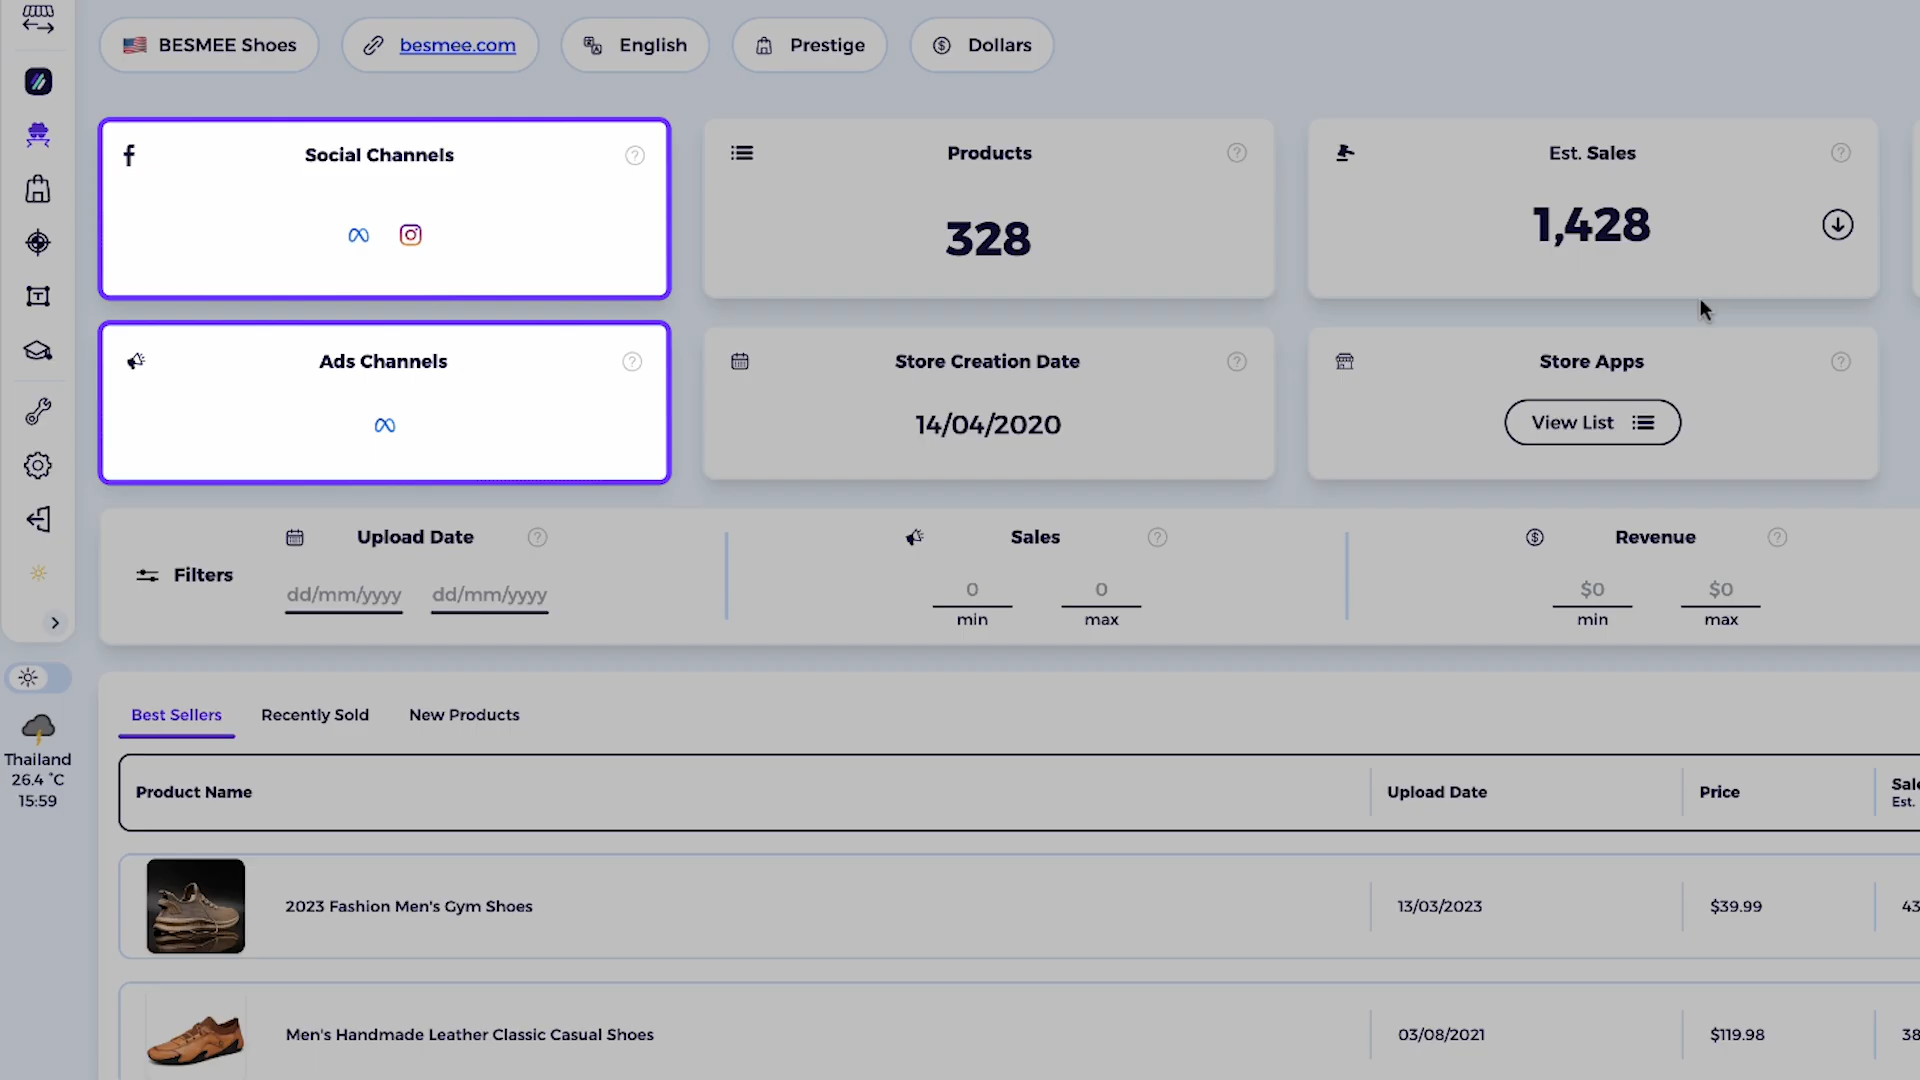 BESMEE Shoes
besmee.com
English
Prestige
Dollars
Social Channels
Products
328
Est. Sales
1,428
Ads Channels
Store Creation Date
14/04/2020
Store Apps
View List
Filters
Upload Date
dd/mm/yyyy dd/mm/yyyy
Sales
0 0
min max
Revenue
$0 $0
min max
Best Sellers Recently Sold New Products
Product Name Upload Date Price
Est.
2023 Fashion Men's Gym Shoes 13/03/2023 $39.99 43
Men's Handmade Leather Classic Casual Shoes 03/08/2021 $119.98 38
Thailand
26.4 °C
15:59